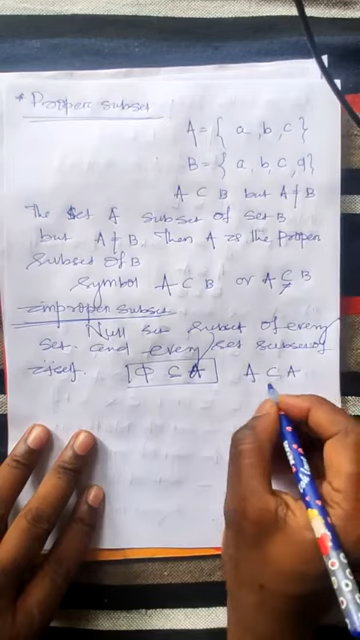 * Proper subset
A = { a, b, c }
B = { a, b, c, q }
A ⊂ B but A ≠ B
The set A subset of set B
but A ≠ B. Then A is the Proper
subset of B
symbol A ⊂ B or A ⊊ B
improper subset
Null set subset of every
set and every set subset of
itself. Φ ⊆ A A ⊂ A